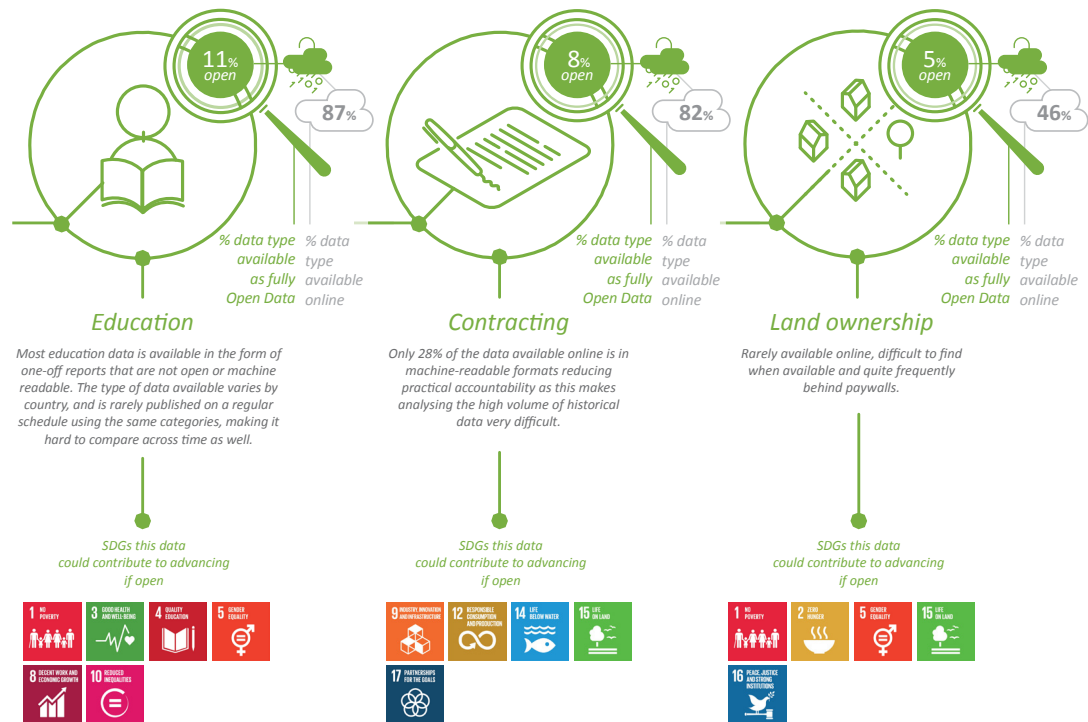 11%
open
87%
% data type
available
as fully
Open Data
% data
type
available
online
Education
Most education data is available in the form of
one-off reports that are not open or machine
readable. The type of data available varies by
country, and is rarely published on a regular
schedule using the same categories, making it
hard to compare across time as well.
SDGs this data
could contribute to advancing
if open
1 NO
POVERTY
3 GOOD HEALTH
AND WELL-BEING
4 QUALITY
EDUCATION
5 GENDER
EQUALITY
8 DECENT WORK AND
ECONOMIC GROWTH
10 REDUCED
INEQUALITIES
8%
open
82%
% data type
available
as fully
Open Data
% data
type
available
online
Contracting
Only 28% of the data available online is in
machine-readable formats reducing
practical accountability as this makes
analysing the high volume of historical
data very difficult.
SDGs this data
could contribute to advancing
if open
9 INDUSTRY, INNOVATION
AND INFRASTRUCTURE
12 RESPONSIBLE
CONSUMPTION
AND PRODUCTION
14 LIFE
BELOW WATER
15 LIFE
ON LAND
17 PARTNERSHIPS
FOR THE GOALS
5%
open
46%
% data type
available
as fully
Open Data
% data
type
available
online
Land ownership
Rarely available online, difficult to find
when available and quite frequently
behind paywalls.
SDGs this data
could contribute to advancing
if open
1 NO
POVERTY
2 ZERO
HUNGER
5 GENDER
EQUALITY
15 LIFE
ON LAND
16 PEACE, JUSTICE
AND STRONG
INSTITUTIONS